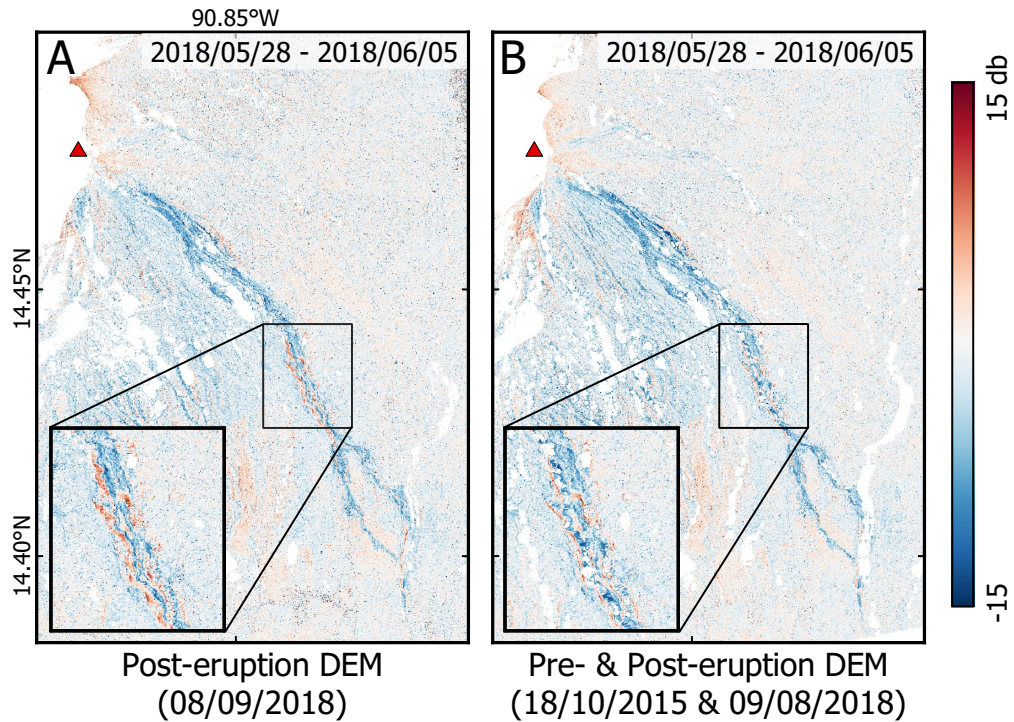 90.85°W
A
2018/05/28 - 2018/06/05
B
2018/05/28 - 2018/06/05
15 db
-15
14.45°N
14.40°N
Post-eruption DEM
(08/09/2018)
Pre- & Post-eruption DEM
(18/10/2015 & 09/08/2018)